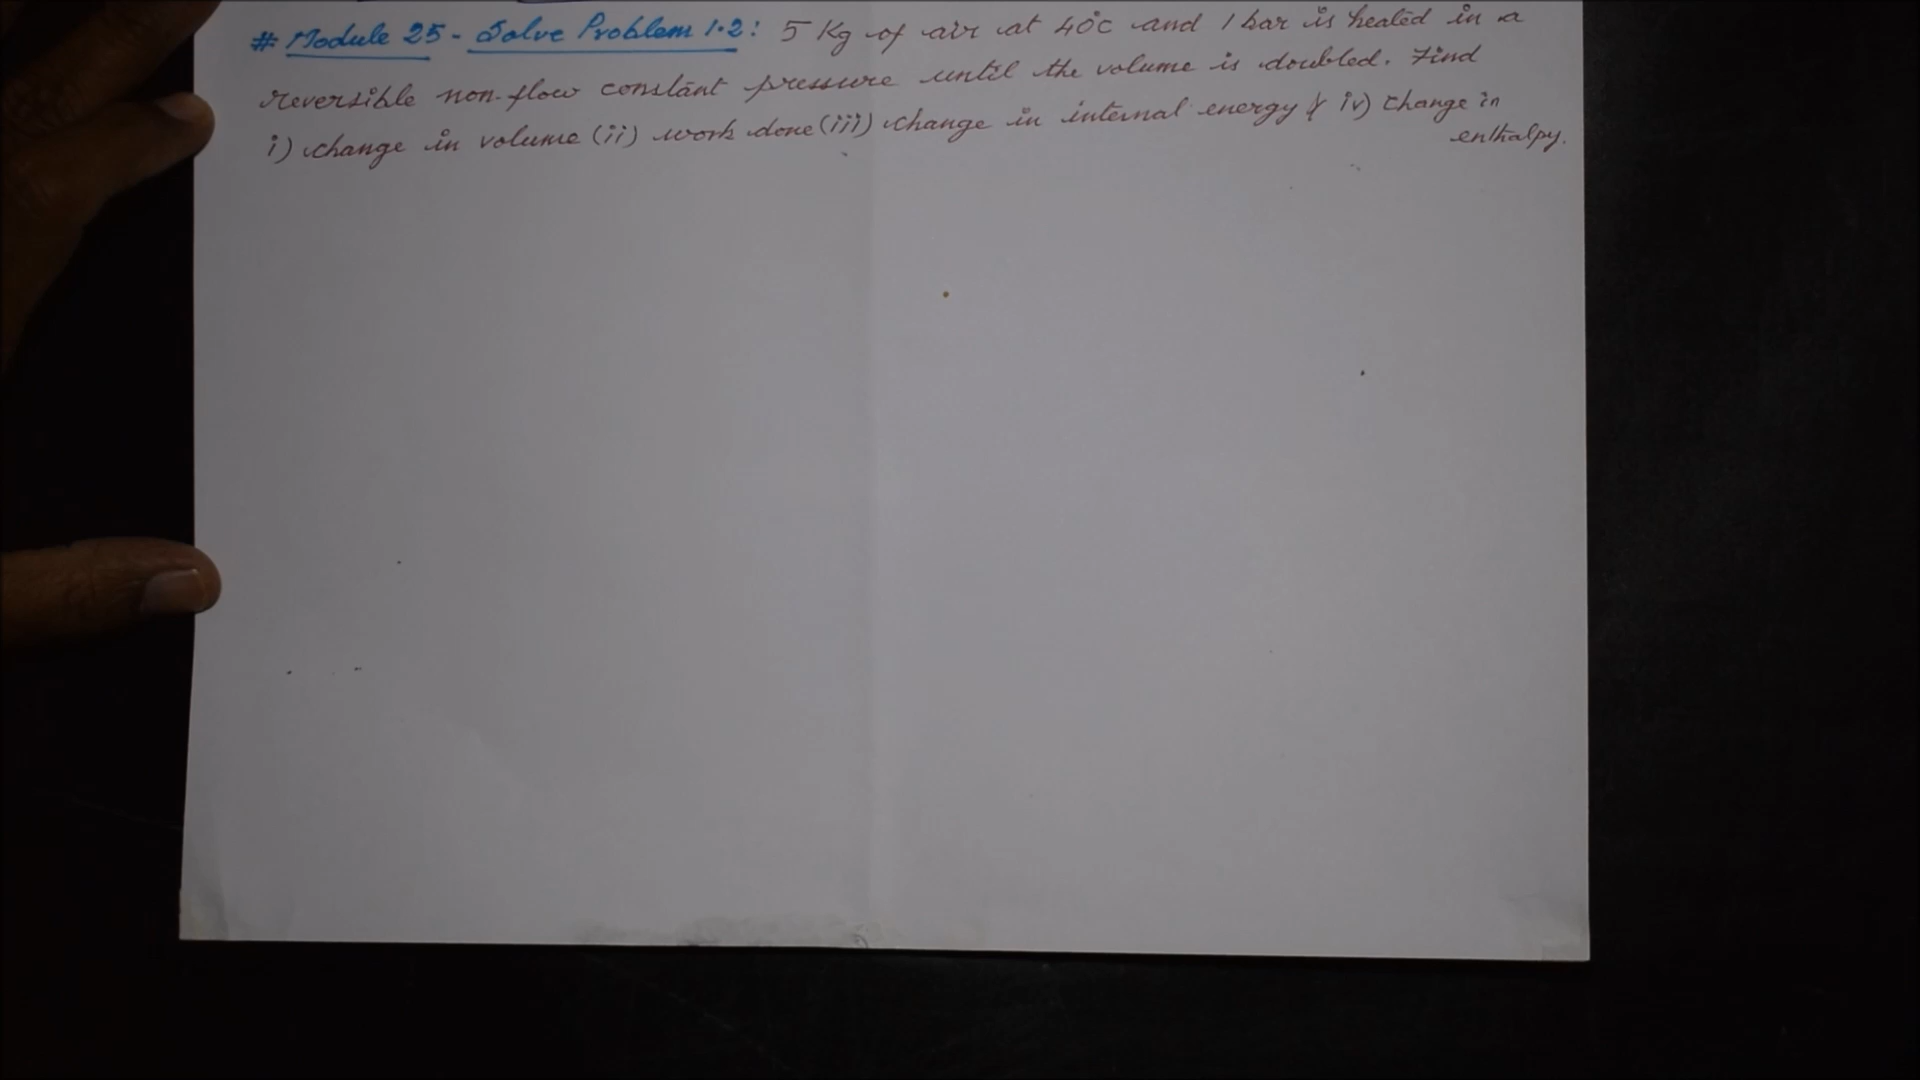 # Module 25 - Solve Problem 1.2: 5 Kg of air at 40°c and 1 bar is heated in a
reversible non-flow constant pressure until the volume is doubled. Find
i) change in volume (ii) work done (iii) change in internal energy & iv) change in
enthalpy.